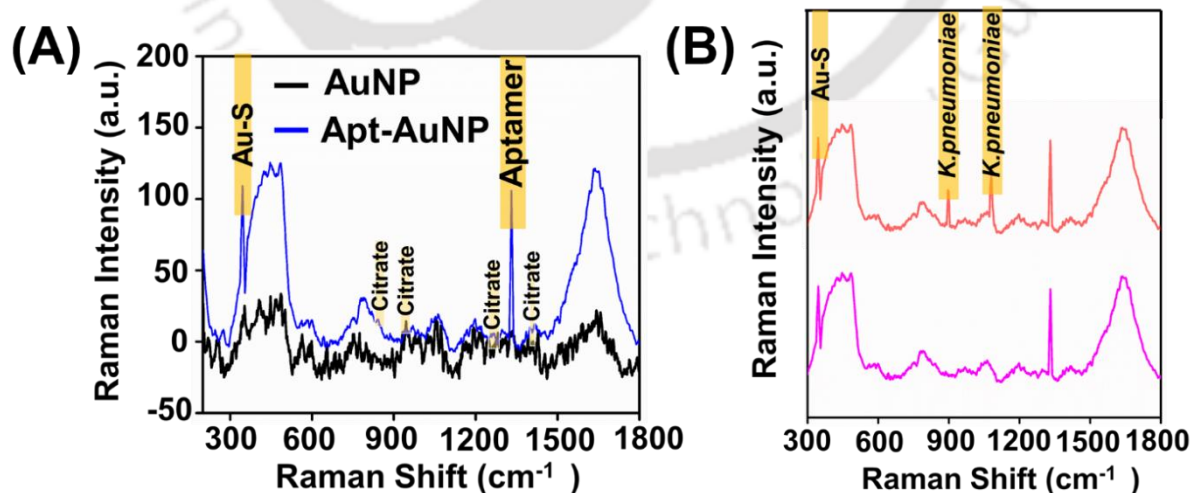 (A)
Raman Intensity (a.u.)
200
150
100
50
0
-50
AuNP
Apt-AuNP
Au-S
Citrate
Citrate
Citrate
Aptamer
Citrate
300 600 900 1200 1500 1800
Raman Shift (cm⁻¹ )
(B)
Raman Intensity (a.u.)
Au-S
K.pneumoniae
K.pneumoniae
300 600 900 1200 1500 1800
Raman Shift (cm⁻¹ )